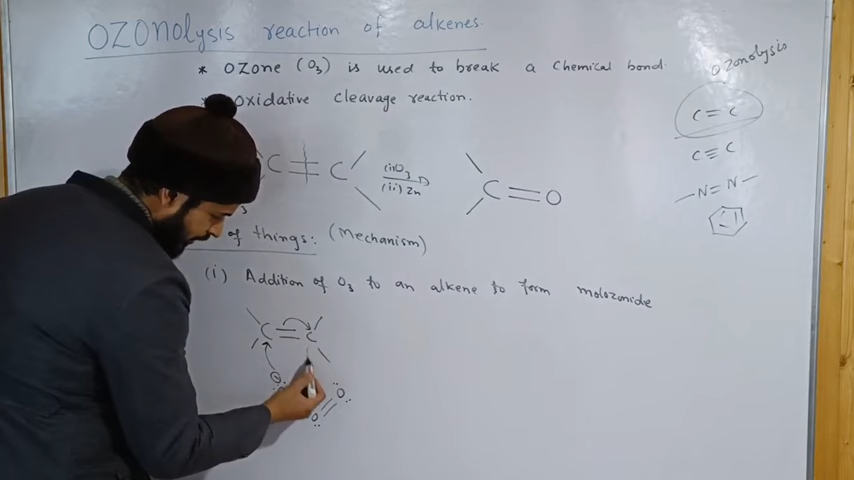 OZONOlysis reaction of alkenes.
* OZone (O3) is used to break a Chemical bond.
oxidative cleavage reaction.
C = C (i) O3 (ii) Zn C = O
of things: (Mechanism)
(i) Addition of O3 to an alkene to form molozonide
C = C
O O
Ozonolysis
C = C
C ≡ C
N = N